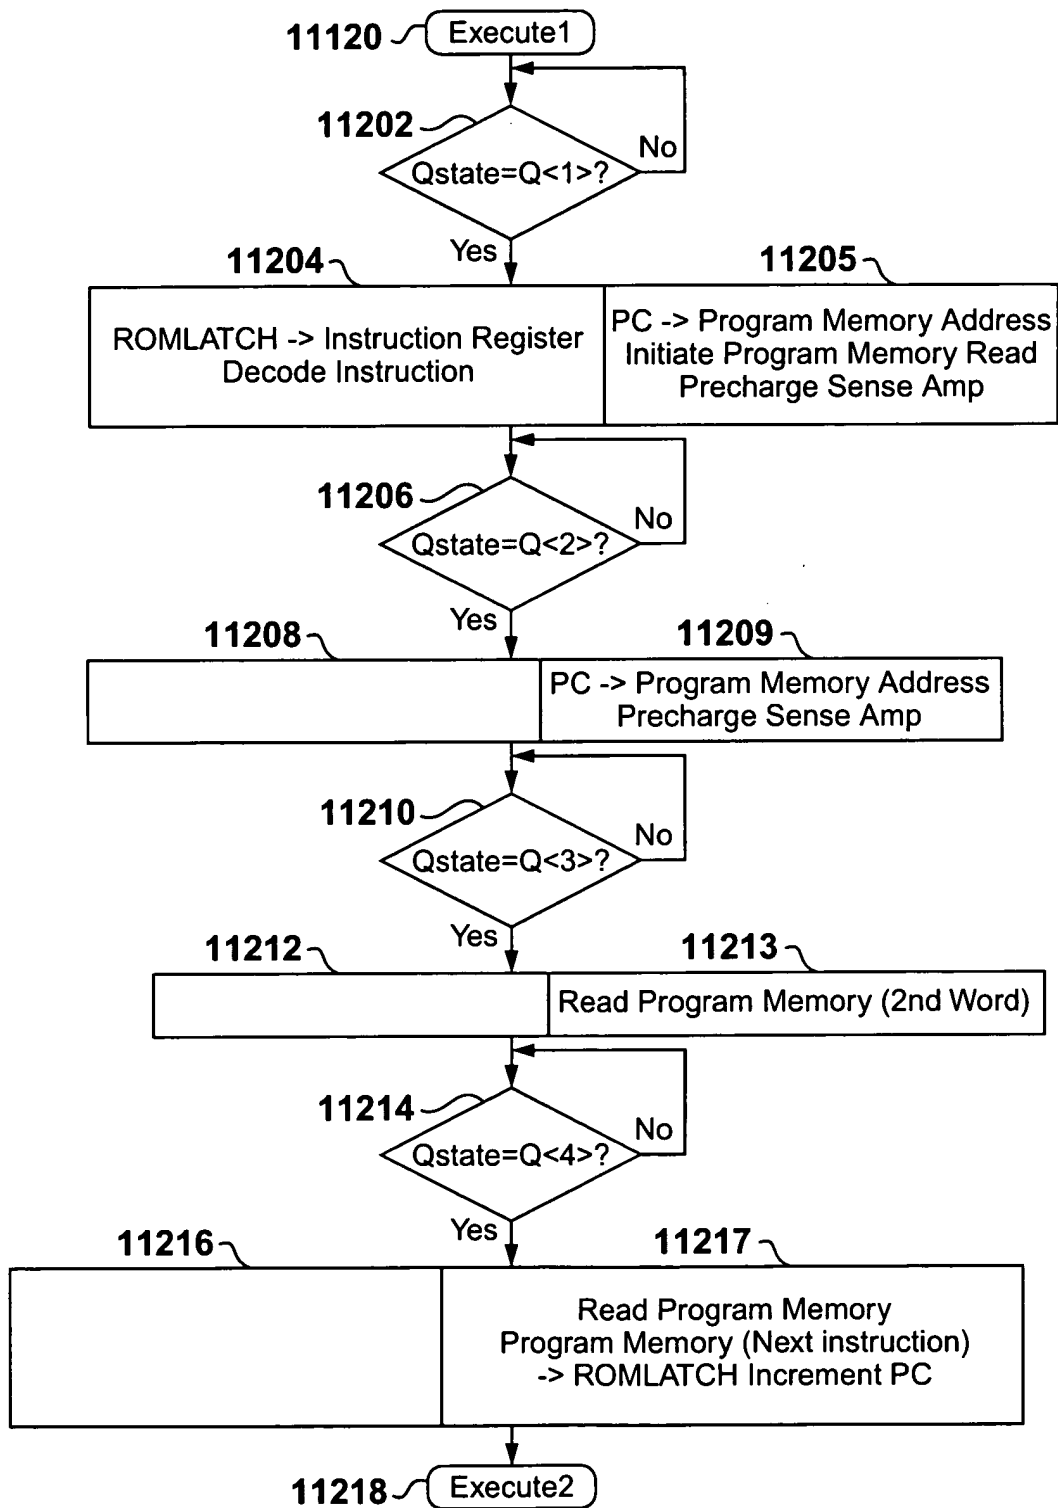 11120
Execute1
11202
Qstate=Q<1>?
No
Yes
11204
11205
ROMLATCH -> Instruction Register
Decode Instruction
PC -> Program Memory Address
Initiate Program Memory Read
Precharge Sense Amp
11206
Qstate=Q<2>?
No
Yes
11208
11209
PC -> Program Memory Address
Precharge Sense Amp
11210
Qstate=Q<3>?
No
Yes
11212
11213
Read Program Memory (2nd Word)
11214
Qstate=Q<4>?
No
Yes
11216
11217
Read Program Memory
Program Memory (Next instruction)
-> ROMLATCH Increment PC
11218
Execute2